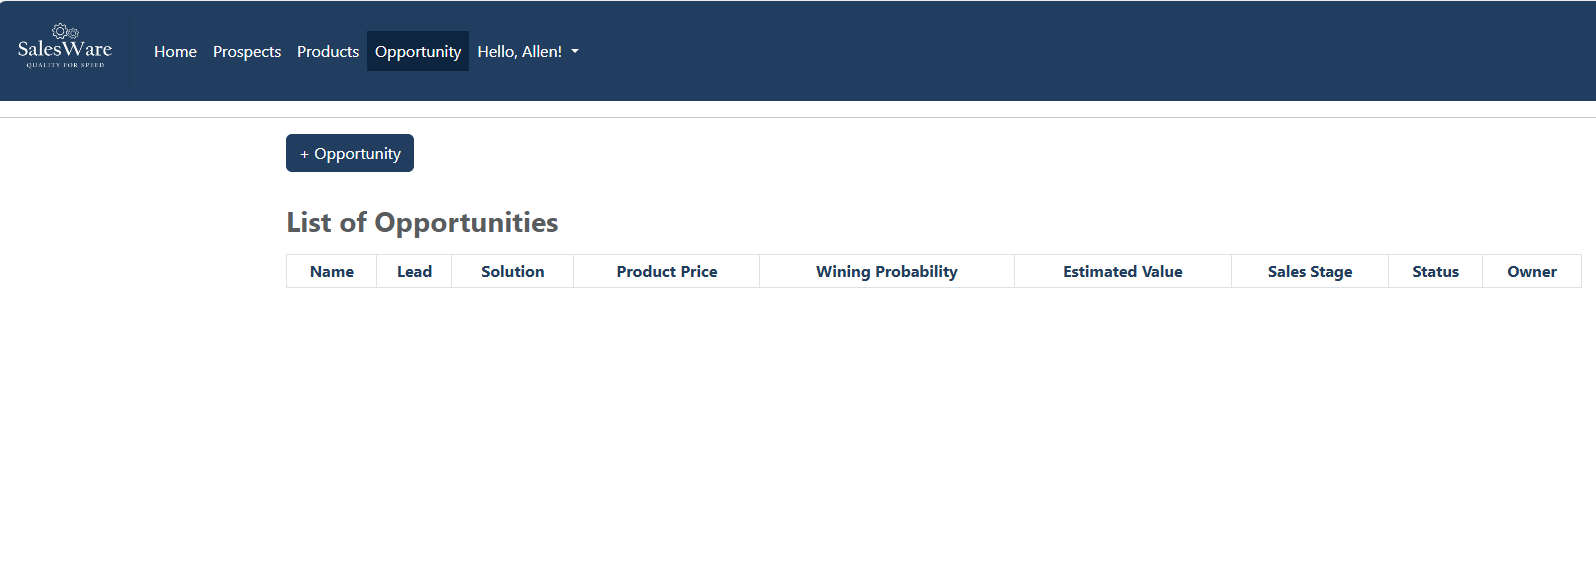 SalesWare
QUALITY FOR SPEED
Home Prospects Products Opportunity Hello, Allen!
+ Opportunity
List of Opportunities
Name Lead Solution Product Price Wining Probability Estimated Value Sales Stage Status Owner